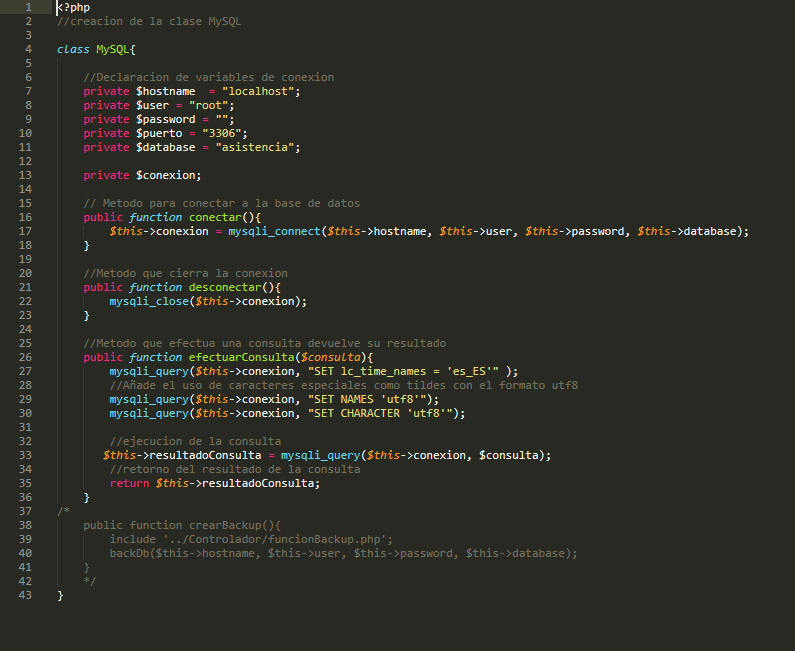 1 <?php
2 //creacion de la clase MySQL
3
4 class MySQL{
5
6     //Declaracion de variables de conexion
7     private $hostname  = "localhost";
8     private $user = "root";
9     private $password = "";
10     private $puerto = "3306";
11     private $database = "asistencia";
12
13     private $conexion;
14
15     // Metodo para conectar a la base de datos
16     public function conectar(){
17         $this->conexion = mysqli_connect($this->hostname, $this->user, $this->password, $this->database);
18     }
19
20     //Metodo que cierra la conexion
21     public function desconectar(){
22         mysqli_close($this->conexion);
23     }
24
25     //Metodo que efectua una consulta devuelve su resultado
26     public function efectuarConsulta($consulta){
27         mysqli_query($this->conexion, "SET lc_time_names = 'es_ES'" );
28         //Añade el uso de caracteres especiales como tildes con el formato utf8
29         mysqli_query($this->conexion, "SET NAMES 'utf8'");
30         mysqli_query($this->conexion, "SET CHARACTER 'utf8'");
31
32         //ejecucion de la consulta
33        $this->resultadoConsulta = mysqli_query($this->conexion, $consulta);
34         //retorno del resultado de la consulta
35         return $this->resultadoConsulta;
36     }
37 /*
38     public function crearBackup(){
39         include '../Controlador/funcionBackup.php';
40         backDb($this->hostname, $this->user, $this->password, $this->database);
41     }
42     */
43 }